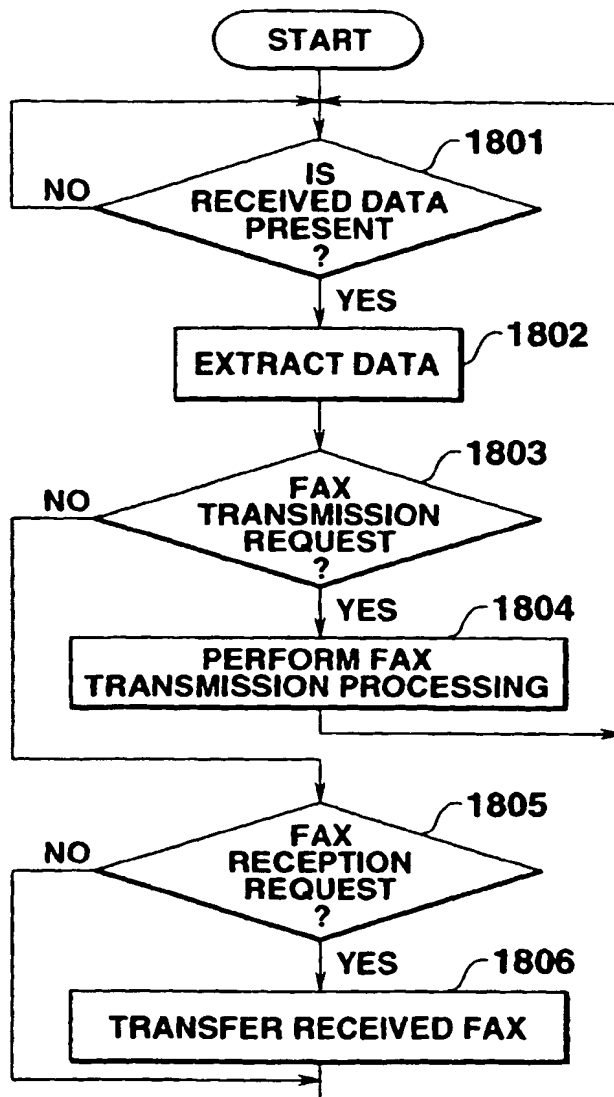 START
1801
IS
RECEIVED DATA
PRESENT
?
NO
YES
1802
EXTRACT DATA
1803
NO
FAX
TRANSMISSION
REQUEST
?
YES
1804
PERFORM FAX
TRANSMISSION PROCESSING
1805
NO
FAX
RECEPTION
REQUEST
?
YES
1806
TRANSFER RECEIVED FAX